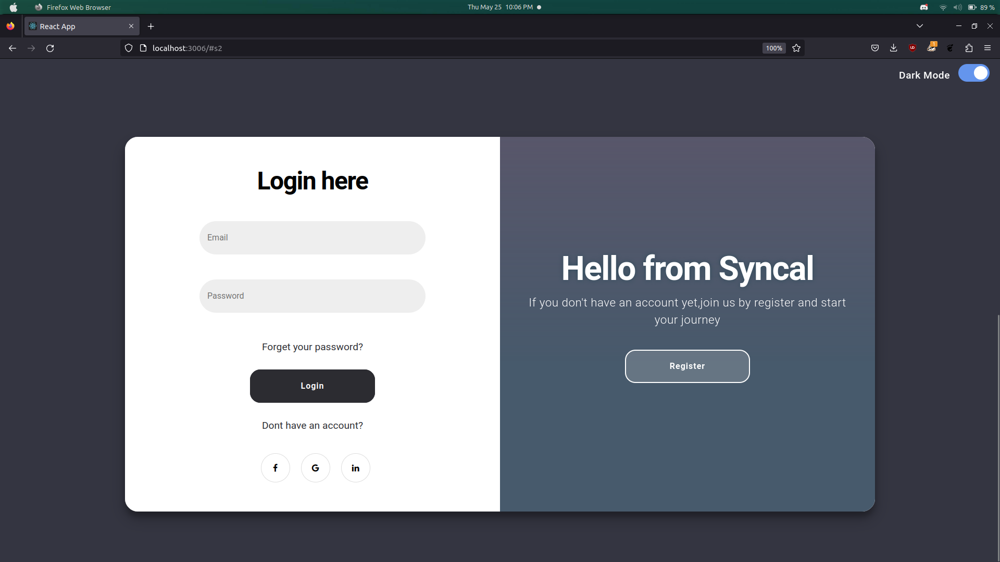 Firefox Web Browser
Thu May 25 10:06 PM
89 %
React App
localhost:3006/#s2
100%
1
Dark Mode
Login here
Email
Password
Forget your password?
Login
Dont have an account?
f
G
in
Hello from Syncal
If you don't have an account yet,join us by register and start
your journey
Register